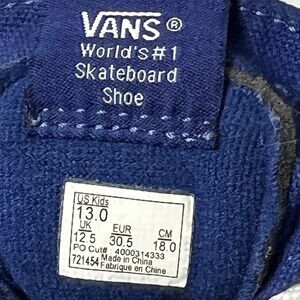 VANS®
World's#1
Skateboard
Shoe
US Kids
13.0
UK EUR CM
12.5 30.5 18.0
PO Cut# 4000314333
721454 Made in China
Fabrique en Chine